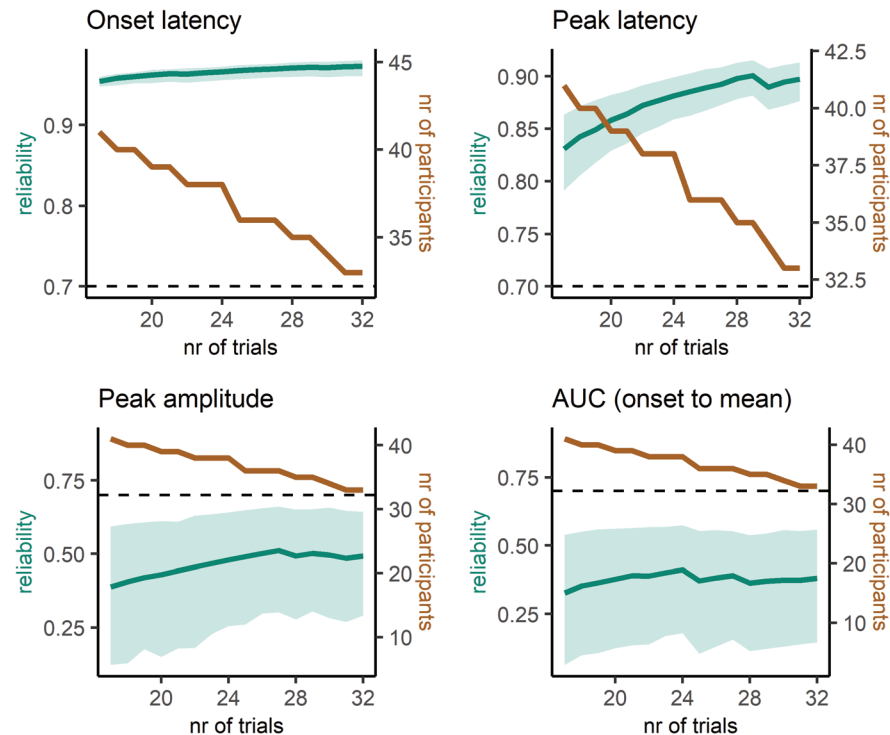 Onset latency
0.9
0.8
0.7
reliability
45
40
35
nr of participants
20 24 28 32
nr of trials
Peak latency
0.90
0.85
0.80
0.75
0.70
reliability
42.5
40.0
37.5
35.0
32.5
nr of participants
20 24 28 32
nr of trials
Peak amplitude
0.75
0.50
0.25
reliability
40
30
20
10
nr of participants
20 24 28 32
nr of trials
AUC (onset to mean)
0.75
0.50
0.25
reliability
40
30
20
10
nr of participants
20 24 28 32
nr of trials